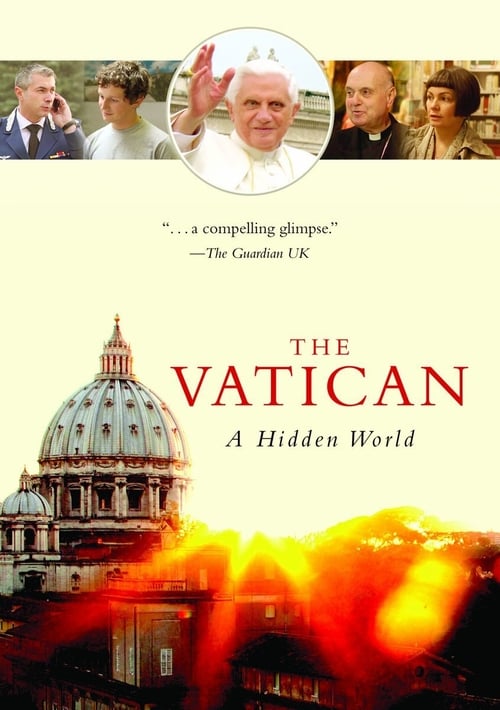 “. . . a compelling glimpse.”
—The Guardian UK
THE
VATICAN
A Hidden World